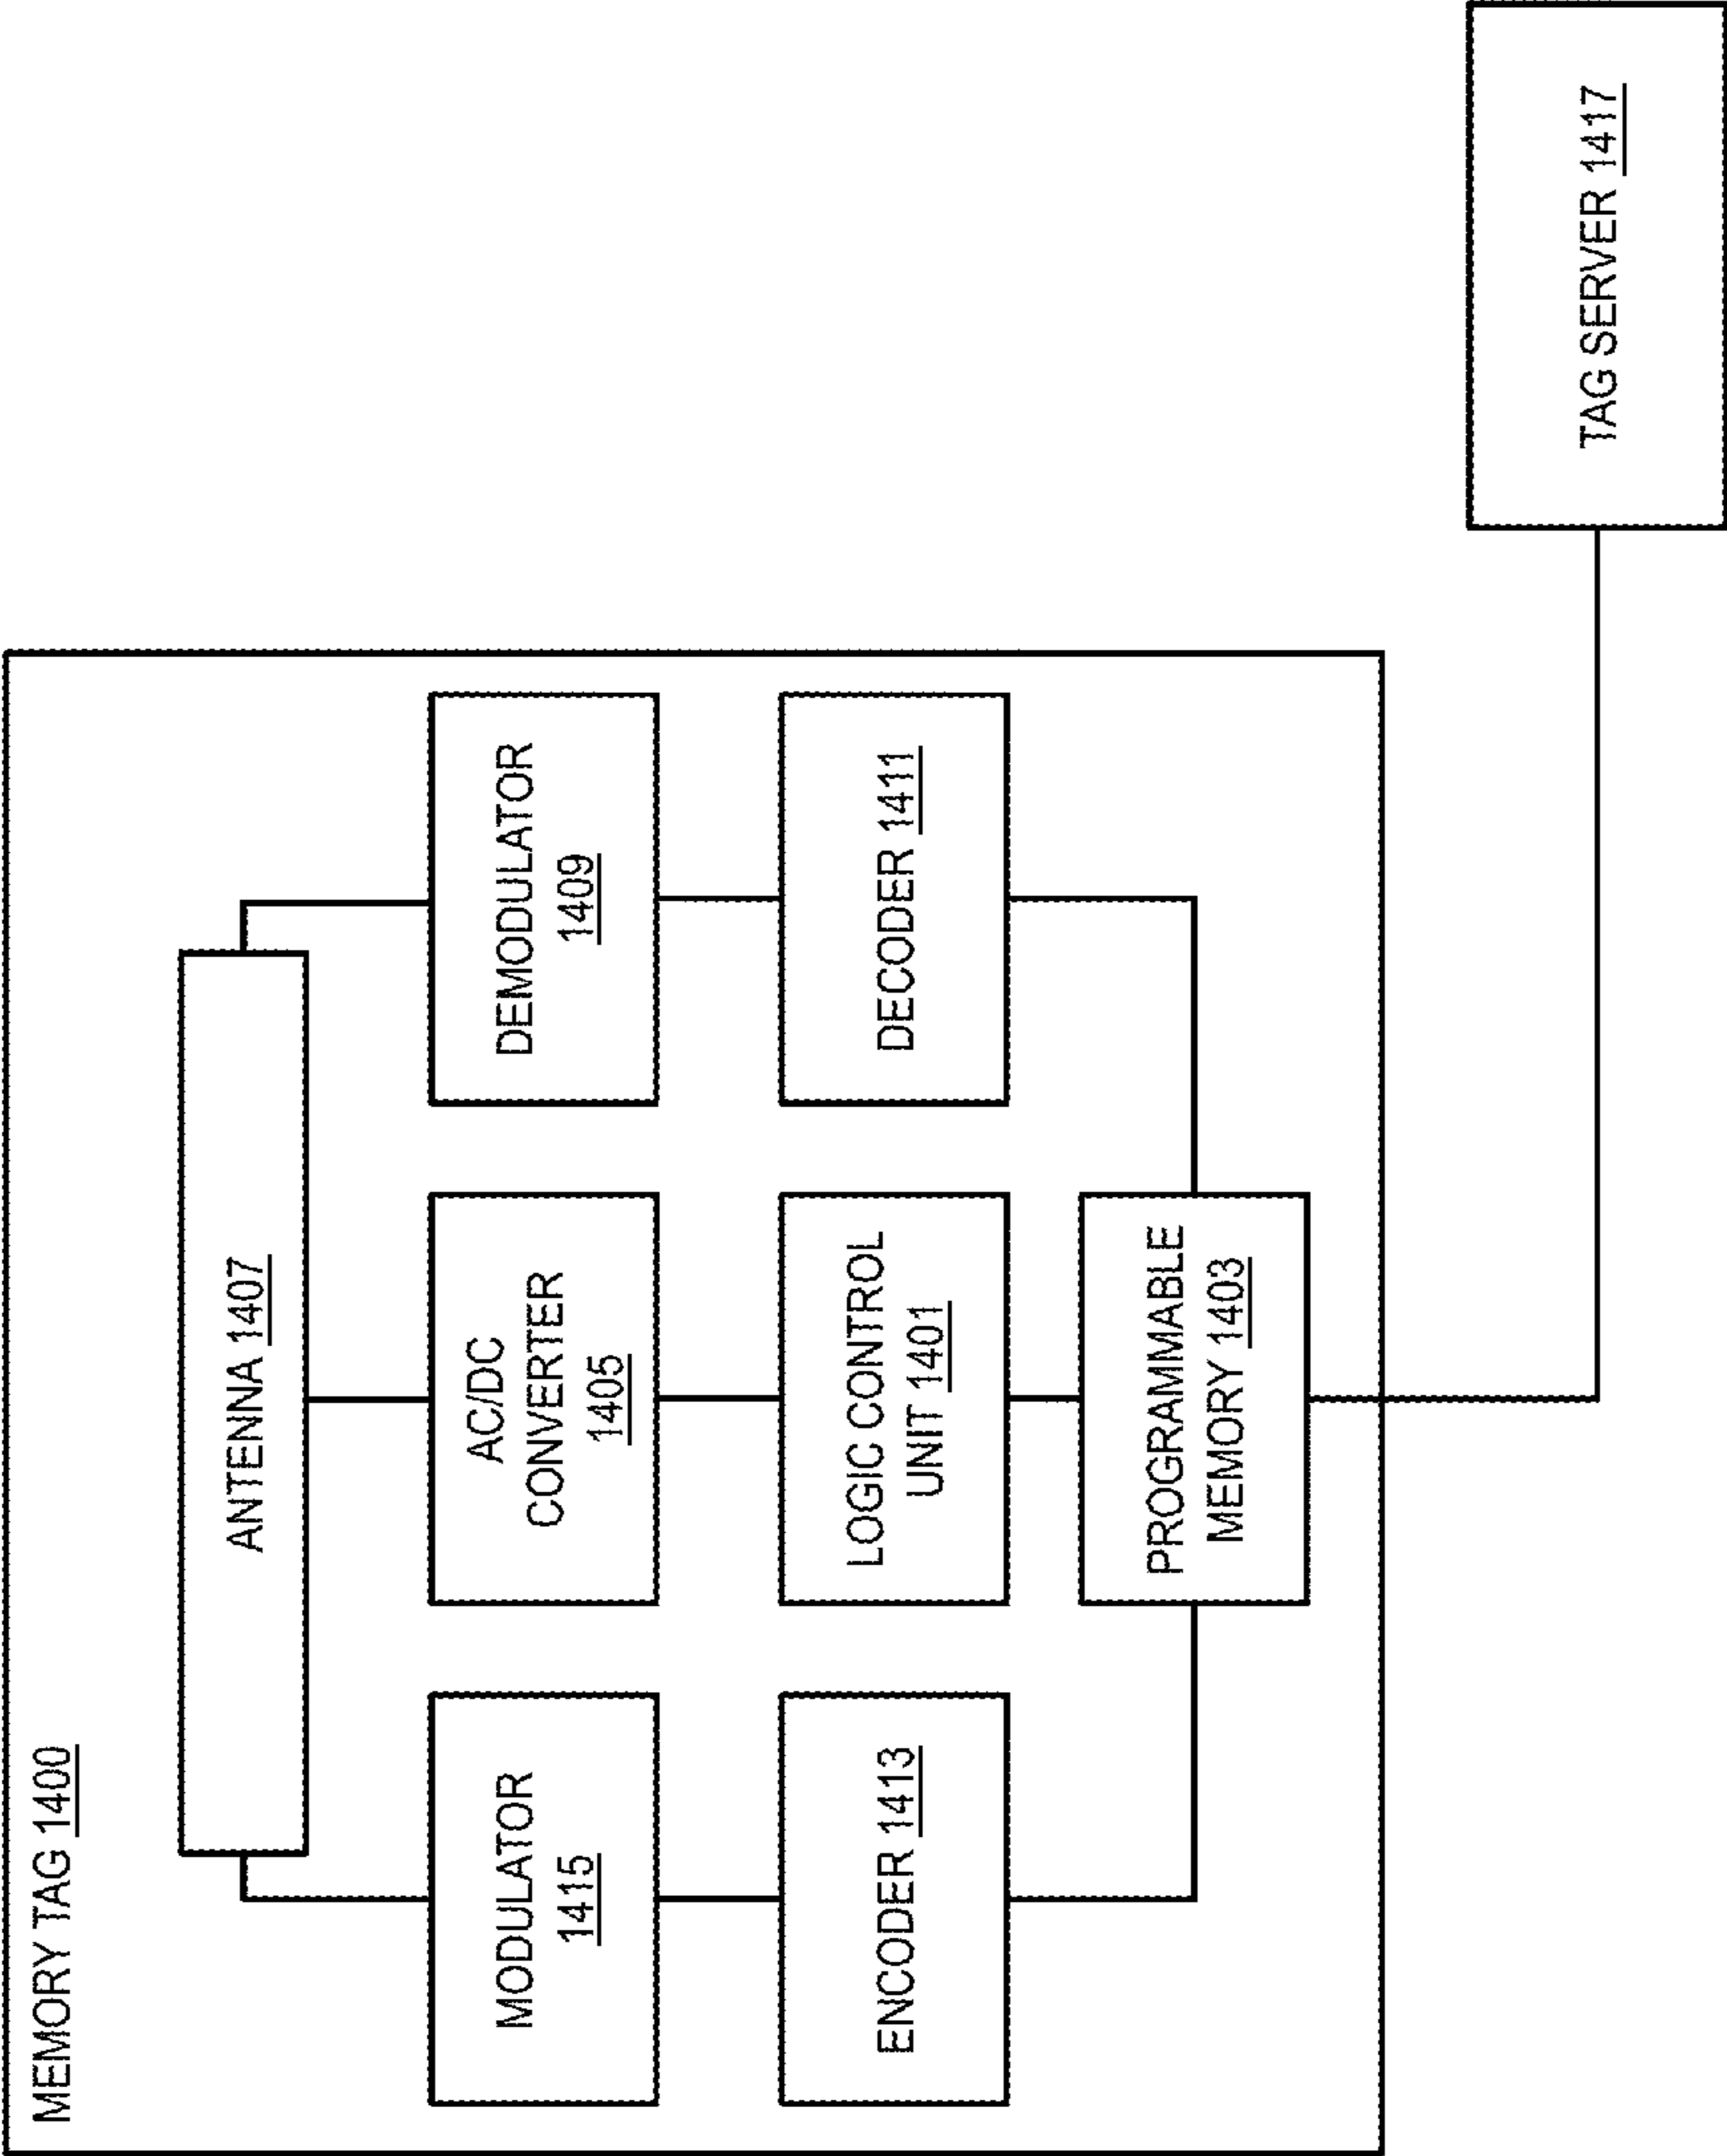 MEMORY TAG 1400
ANTENNA 1407
MODULATOR
1415
AC/DC
CONVERTER
1405
DEMODULATOR
1409
ENCODER 1413
LOGIC CONTROL
UNIT 1401
DECODER 1411
PROGRAMMABLE
MEMORY 1403
TAG SERVER 1417